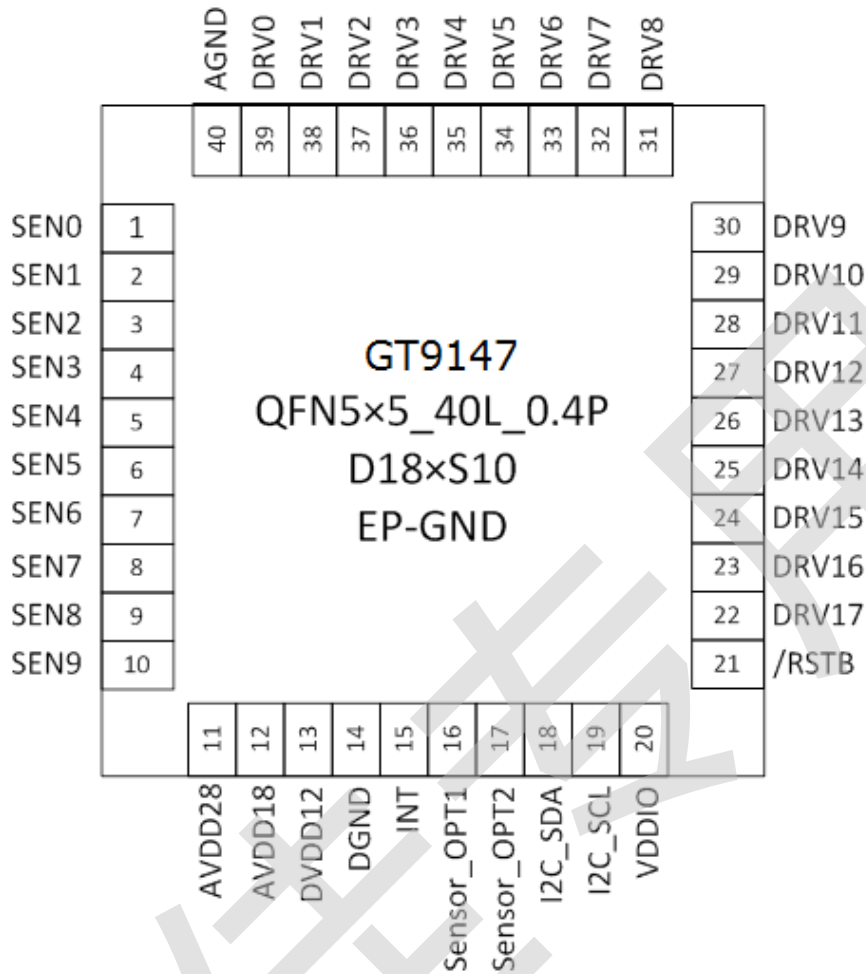 AGND DRV0 DRV1 DRV2 DRV3 DRV4 DRV5 DRV6 DRV7 DRV8
40 39 38 37 36 35 34 33 32 31
SEN0 1 30 DRV9
SEN1 2 29 DRV10
SEN2 3 28 DRV11
SEN3 4 27 DRV12
SEN4 5 26 DRV13
SEN5 6 25 DRV14
SEN6 7 24 DRV15
SEN7 8 23 DRV16
SEN8 9 22 DRV17
SEN9 10 21 /RSTB
GT9147
QFN5×5_40L_0.4P
D18×S10
EP-GND
11 12 13 14 15 16 17 18 19 20
AVDD28 AVDD18 DVDD12 DGND INT Sensor_OPT1 Sensor_OPT2 I2C_SDA I2C_SCL VDDIO